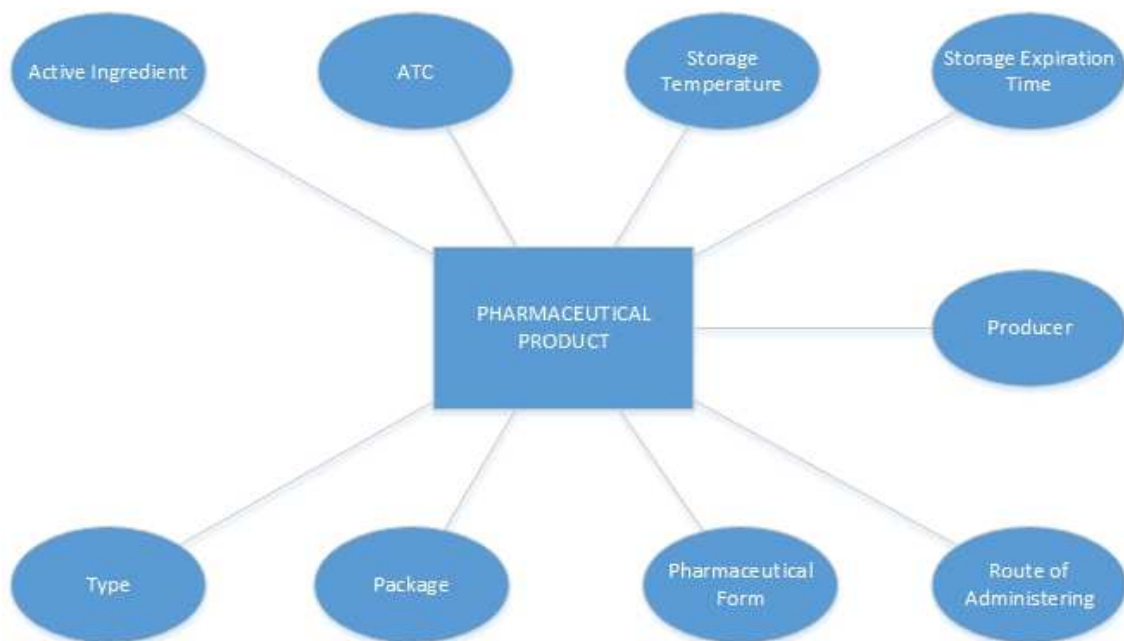 Active Ingredient
ATC
Storage
Temperature
Storage Expiration
Time
PHARMACEUTICAL
PRODUCT
Producer
Type
Package
Pharmaceutical
Form
Route of
Administering